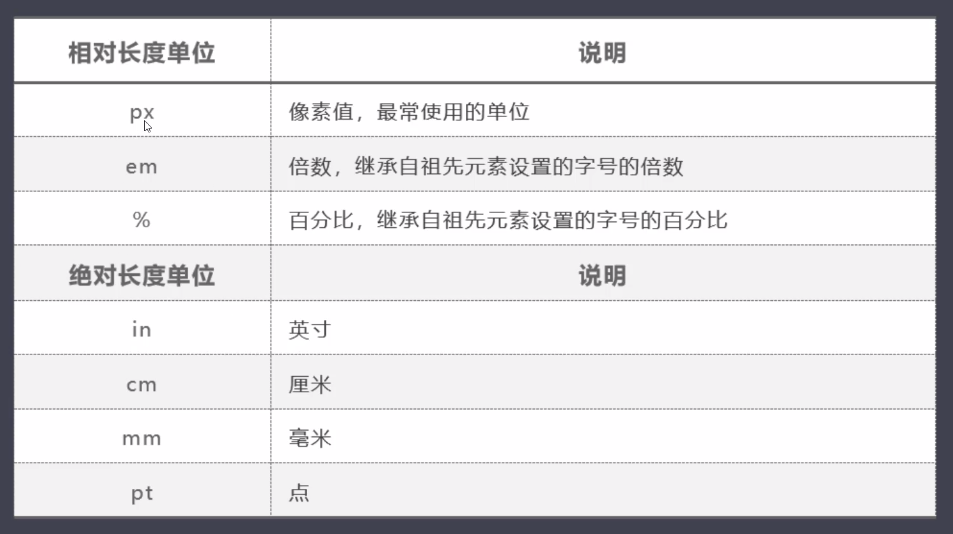 相对长度单位 说明
px 像素值，最常使用的单位
em 倍数，继承自祖先元素设置的字号的倍数
% 百分比，继承自祖先元素设置的字号的百分比
绝对长度单位 说明
in 英寸
cm 厘米
mm 毫米
pt 点